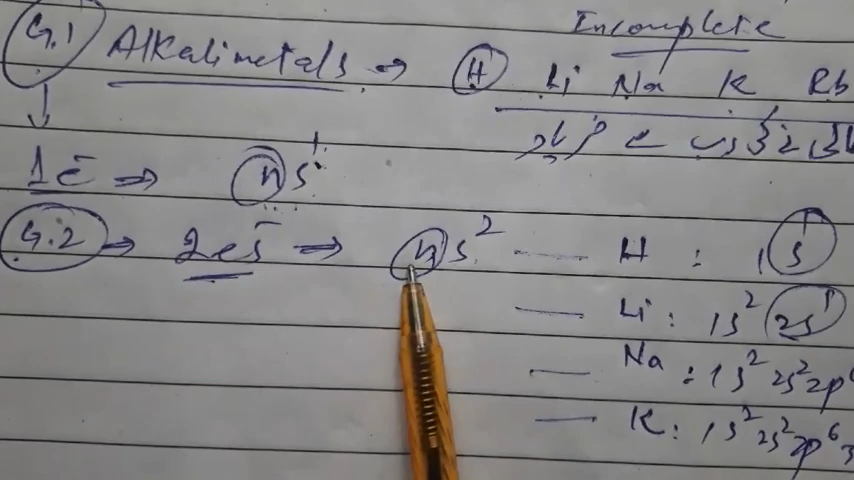 Incomplete
G.1 Alkalimetals → H Li Na K Rb
1e⁻ ⇒ ns¹
G.2 → 2es⁻ ⇒ ns² — H : 1s¹
— Li : 1s² 2s¹
— Na : 1s² 2s² 2p⁶
— K : 1s² 2s² 2p⁶ 3